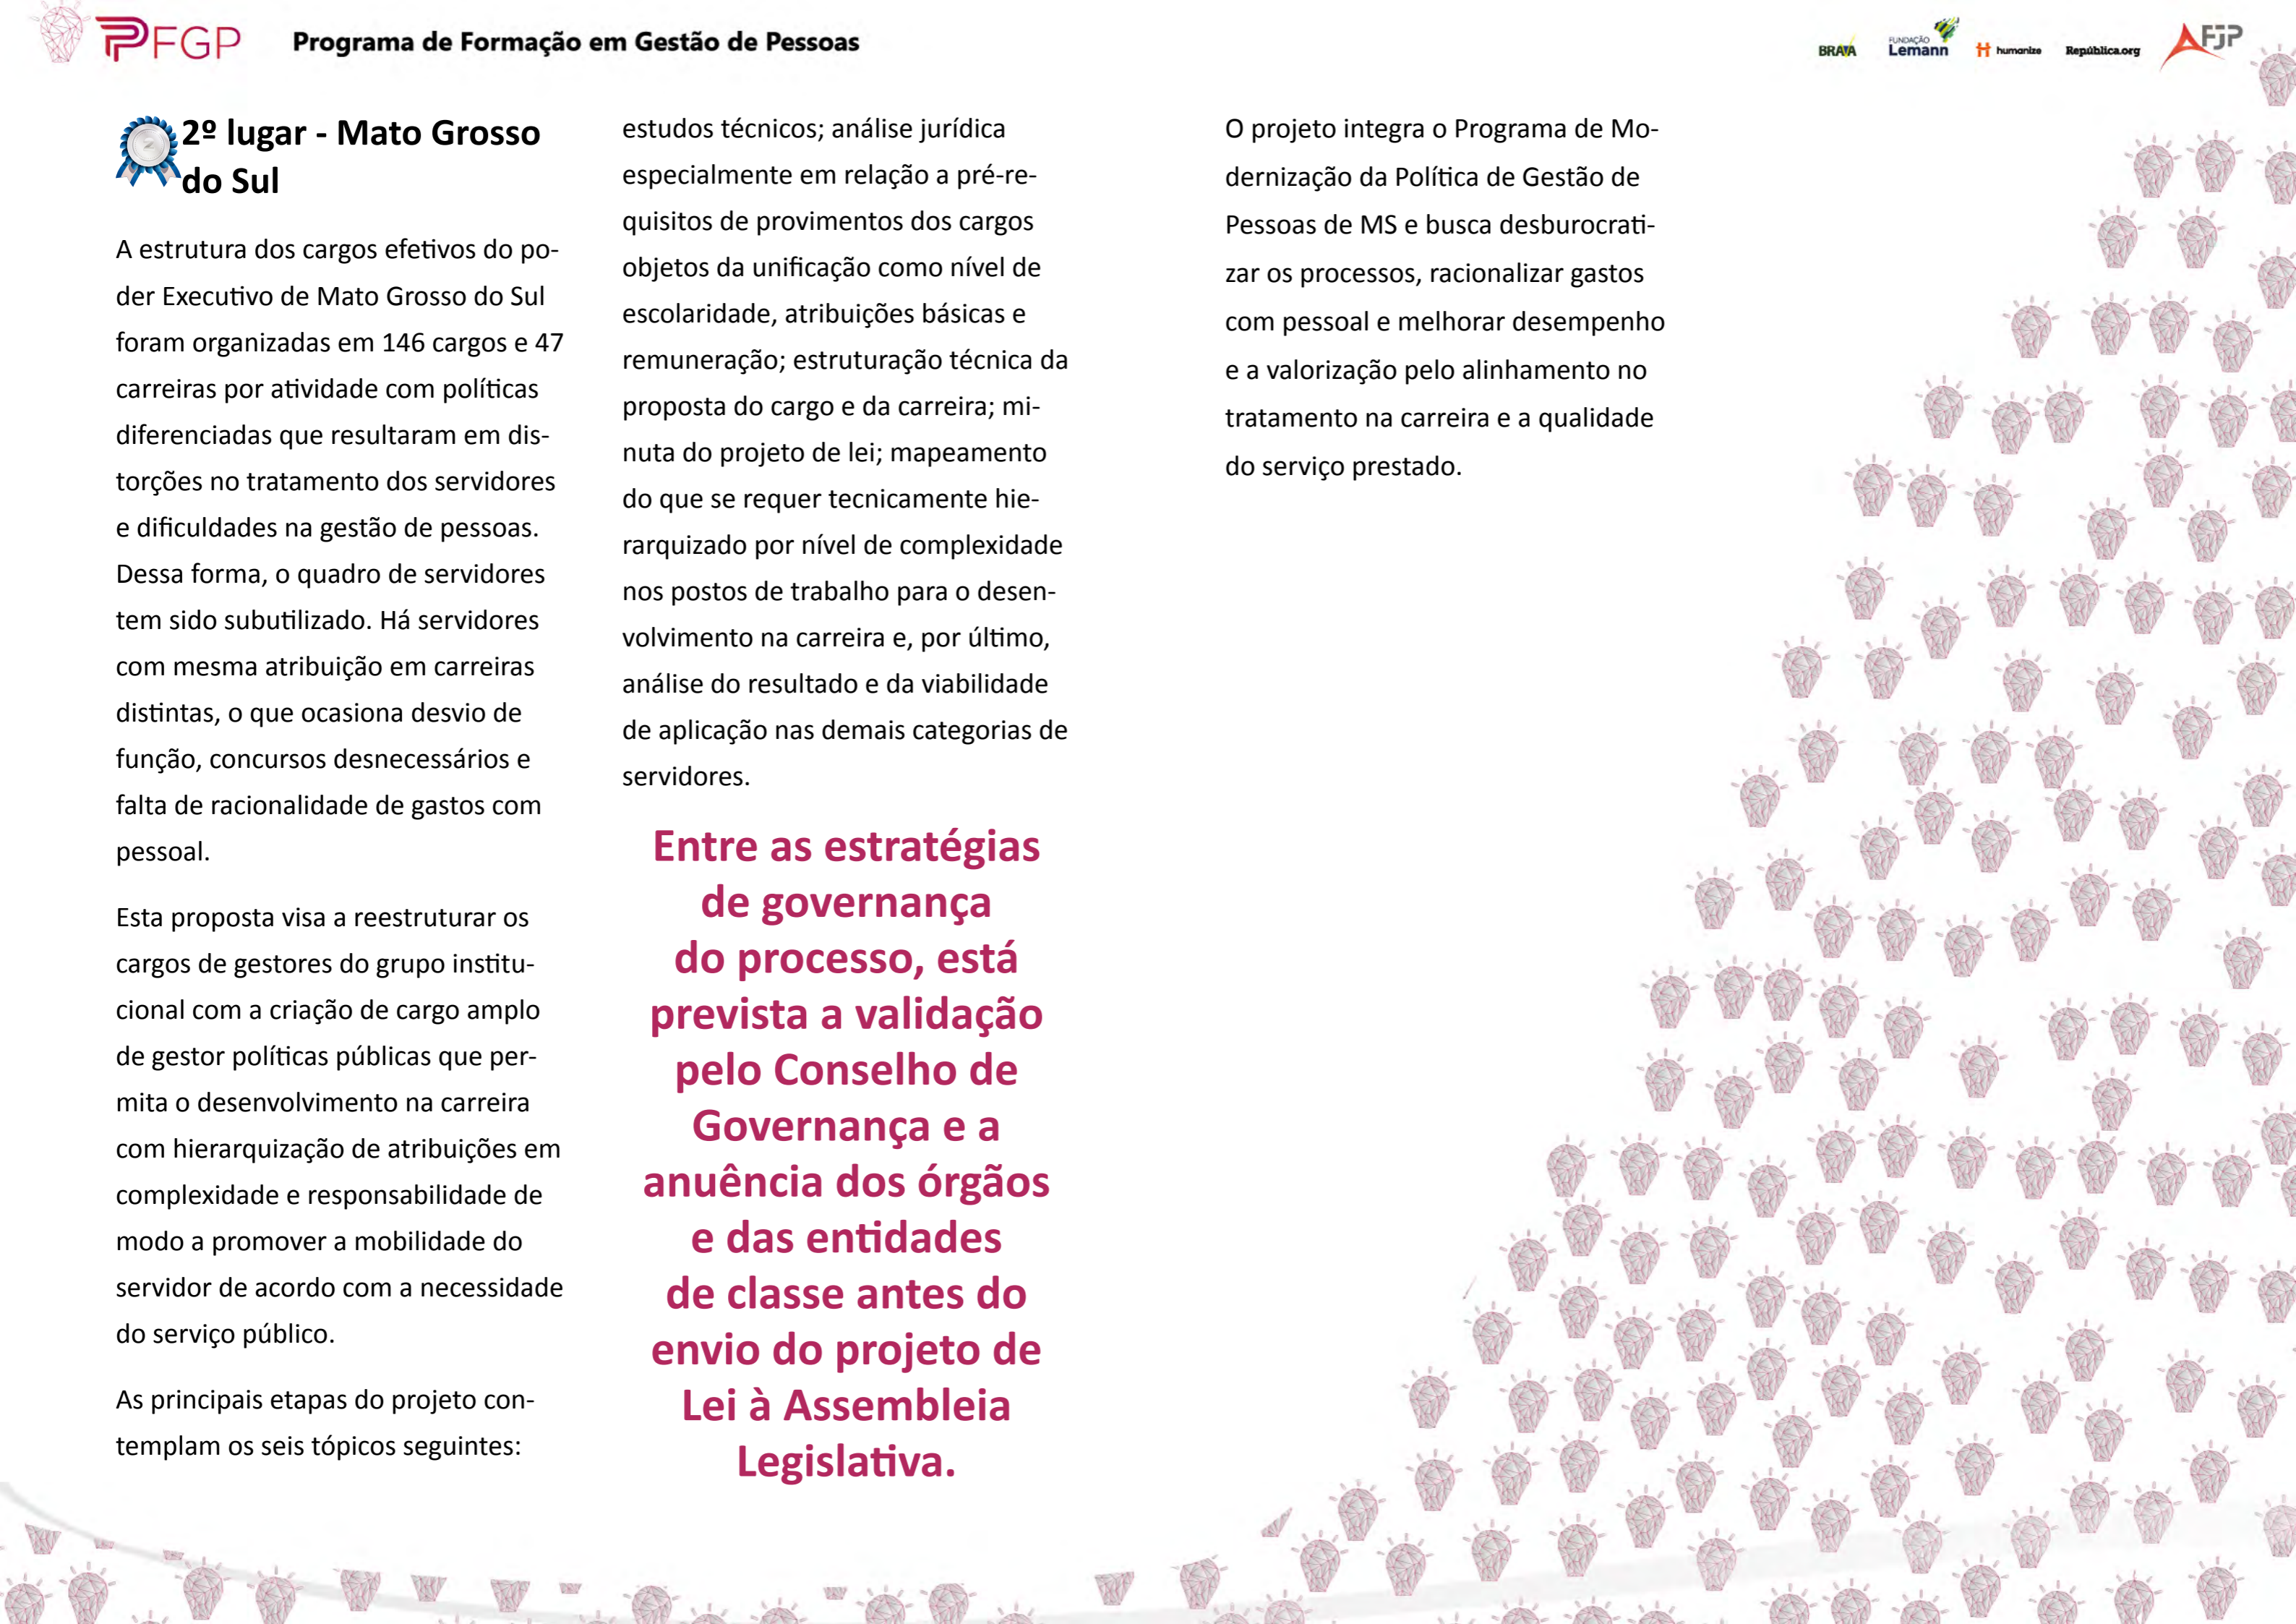 PFGP
Programa de Formação em Gestão de Pessoas
BRAVA
FUNDAÇÃO
Lemann
humanize
República.org
FJP
2º lugar - Mato Grosso
do Sul
A estrutura dos cargos efetivos do po-
der Executivo de Mato Grosso do Sul
foram organizadas em 146 cargos e 47
carreiras por atividade com políticas
diferenciadas que resultaram em dis-
torções no tratamento dos servidores
e dificuldades na gestão de pessoas.
Dessa forma, o quadro de servidores
tem sido subutilizado. Há servidores
com mesma atribuição em carreiras
distintas, o que ocasiona desvio de
função, concursos desnecessários e
falta de racionalidade de gastos com
pessoal.
Esta proposta visa a reestruturar os
cargos de gestores do grupo institu-
cional com a criação de cargo amplo
de gestor políticas públicas que per-
mita o desenvolvimento na carreira
com hierarquização de atribuições em
complexidade e responsabilidade de
modo a promover a mobilidade do
servidor de acordo com a necessidade
do serviço público.
As principais etapas do projeto con-
templam os seis tópicos seguintes:
estudos técnicos; análise jurídica
especialmente em relação a pré-re-
quisitos de provimentos dos cargos
objetos da unificação como nível de
escolaridade, atribuições básicas e
remuneração; estruturação técnica da
proposta do cargo e da carreira; mi-
nuta do projeto de lei; mapeamento
do que se requer tecnicamente hie-
rarquizado por nível de complexidade
nos postos de trabalho para o desen-
volvimento na carreira e, por último,
análise do resultado e da viabilidade
de aplicação nas demais categorias de
servidores.
Entre as estratégias
de governança
do processo, está
prevista a validação
pelo Conselho de
Governança e a
anuência dos órgãos
e das entidades
de classe antes do
envio do projeto de
Lei à Assembleia
Legislativa.
O projeto integra o Programa de Mo-
dernização da Política de Gestão de
Pessoas de MS e busca desburocrati-
zar os processos, racionalizar gastos
com pessoal e melhorar desempenho
e a valorização pelo alinhamento no
tratamento na carreira e a qualidade
do serviço prestado.